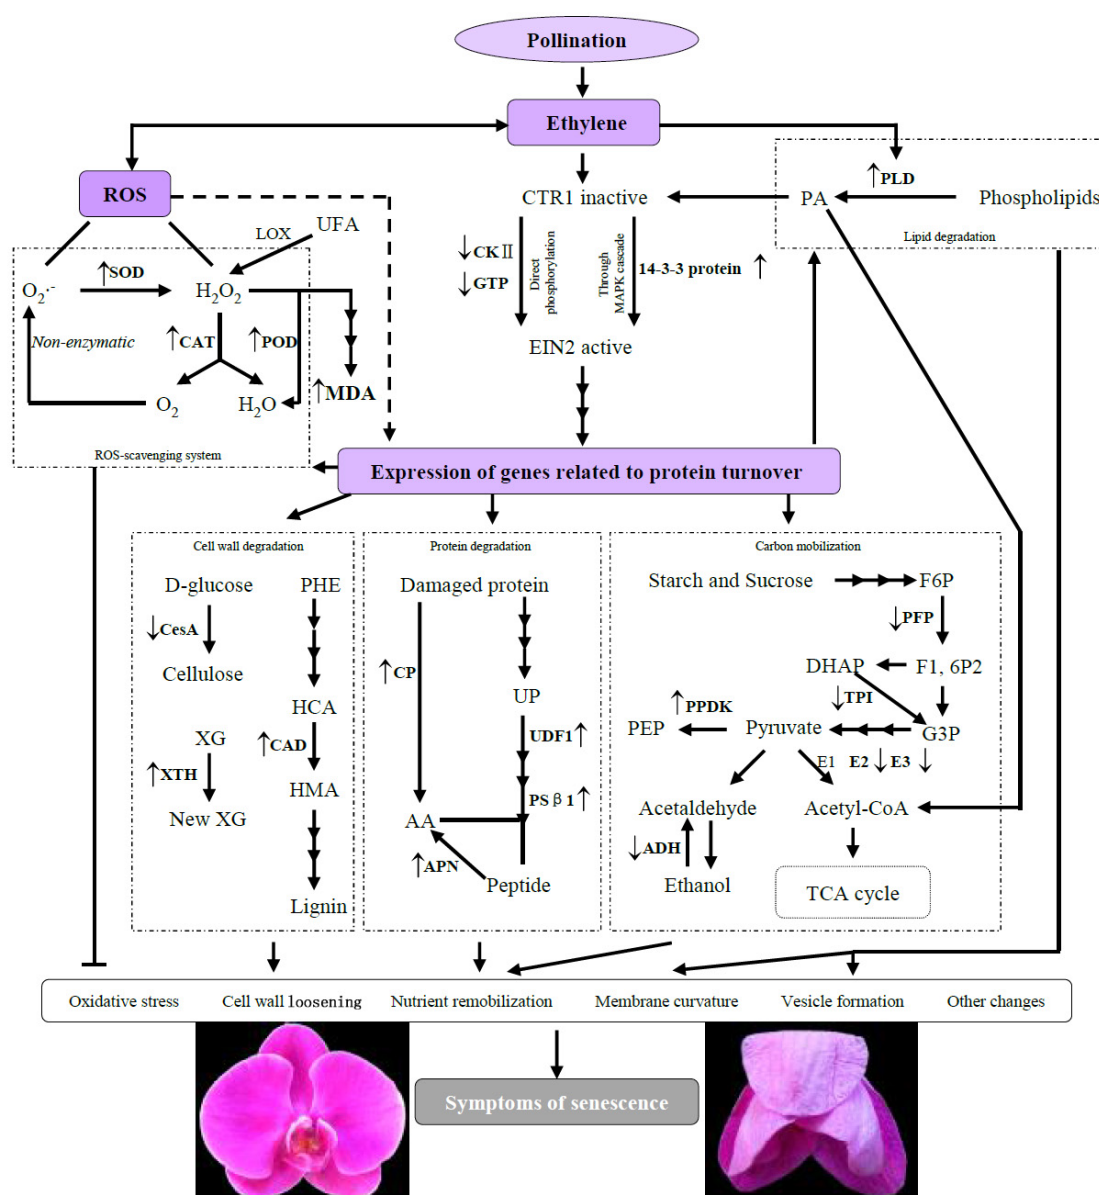 Pollination
Ethylene
ROS
CTR1 inactive
PA
↑PLD
Phospholipids
Lipid degradation
UFA
LOX
O₂·⁻
↑SOD
H₂O₂
↓CKⅡ
↓GTP
Direct
phosphorylation
Through
MAPK cascade
14-3-3 protein ↑
Non-enzymatic
↑CAT
↑POD
EIN2 active
O₂
H₂O
↑MDA
ROS-scavenging system
Expression of genes related to protein turnover
Cell wall degradation
D-glucose
PHE
↓CesA
Cellulose
HCA
XG
↑CAD
↑XTH
HMA
New XG
Lignin
Protein degradation
Damaged protein
↑CP
UP
UDF1↑
PSβ1↑
AA
↑APN
Peptide
Carbon mobilization
Starch and Sucrose
F6P
↓PFP
DHAP
F1, 6P2
↓TPI
↑PPDK
PEP
Pyruvate
G3P
E1 E2 ↓E3 ↓
Acetaldehyde
Acetyl-CoA
↓ADH
Ethanol
TCA cycle
Oxidative stress
Cell wall loosening
Nutrient remobilization
Membrane curvature
Vesicle formation
Other changes
Symptoms of senescence